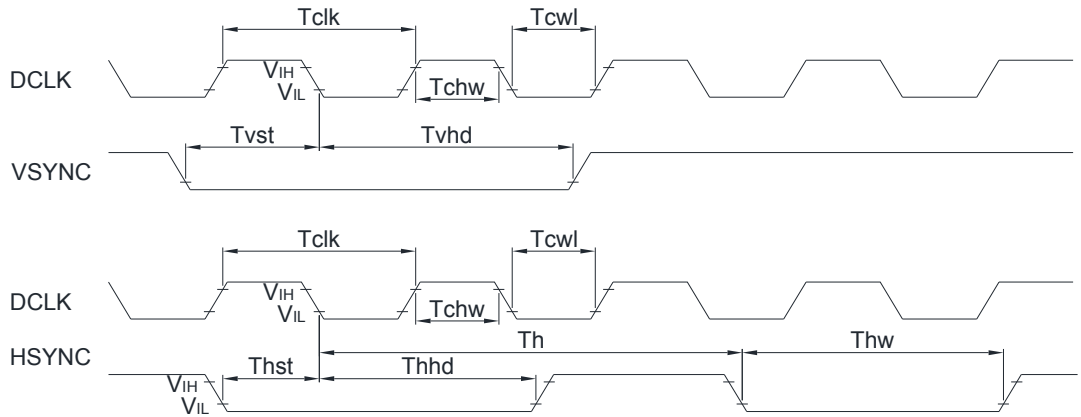 Tclk Tcwl
DCLK VIH
VIL Tchw
Tvst Tvhd
VSYNC
Tclk Tcwl
DCLK VIH
VIL Tchw
Th Thw
HSYNC Thst Thhd
VIH
VIL